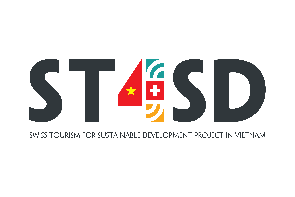 ST4SD
SWISS TOURISM FOR SUSTAINABLE DEVELOPMENT PROJECT IN VIETNAM